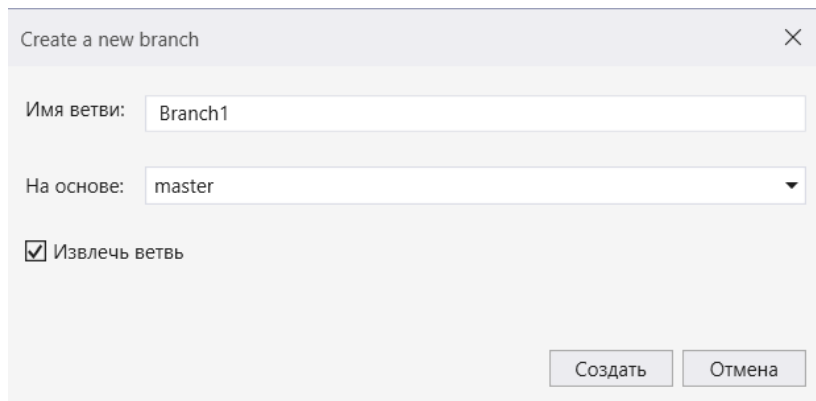 Create a new branch
Имя ветви: Branch1
На основе: master
Извлечь ветвь
Создать Отмена